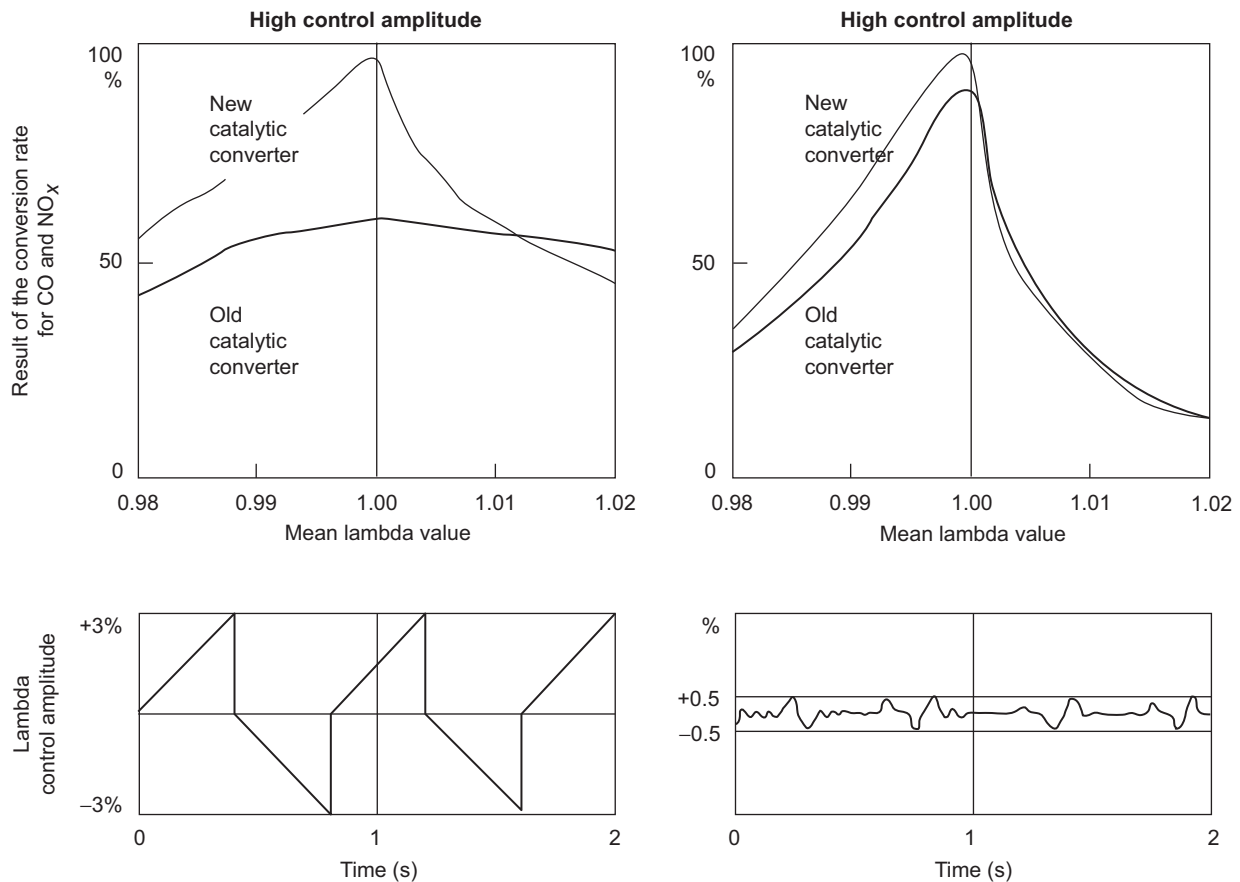 High control amplitude
100
%
50
0
New
catalytic
converter
Old
catalytic
converter
Result of the conversion rate
for CO and NOx
0.98 0.99 1.00 1.01 1.02
Mean lambda value
High control amplitude
100
%
50
0
New
catalytic
converter
Old
catalytic
converter
0.98 0.99 1.00 1.01 1.02
Mean lambda value
Lambda
control amplitude
+3%
–3%
0 1 2
Time (s)
%
+0.5
–0.5
0 1 2
Time (s)